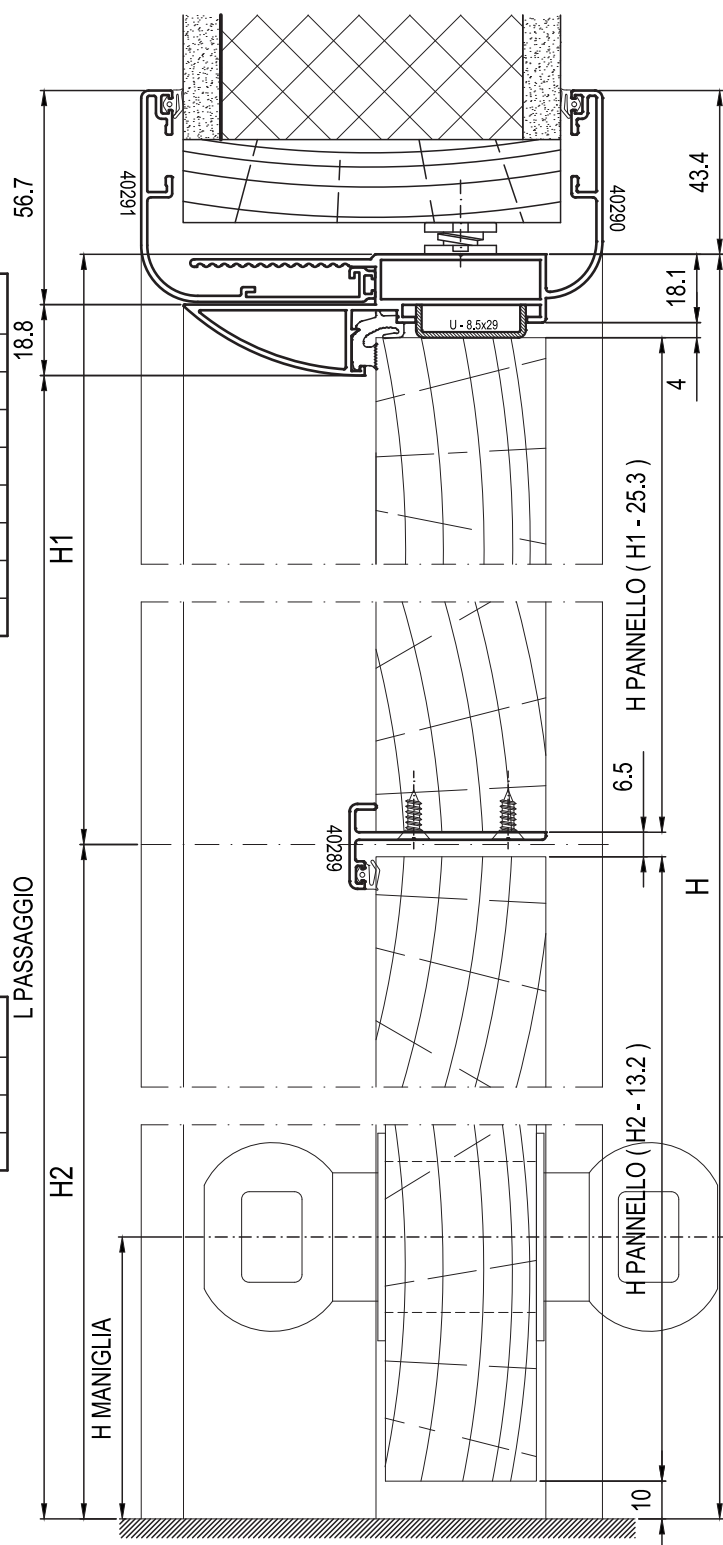 56.7
43.4
40291
40290
18.1
18.8
U - 8.5x29
4
H1
H PANNELLO ( H1 - 25.3 )
6.5
40289
L PASSAGGIO
H
H2
H PANNELLO ( H2 - 13.2 )
H MANIGLIA
10